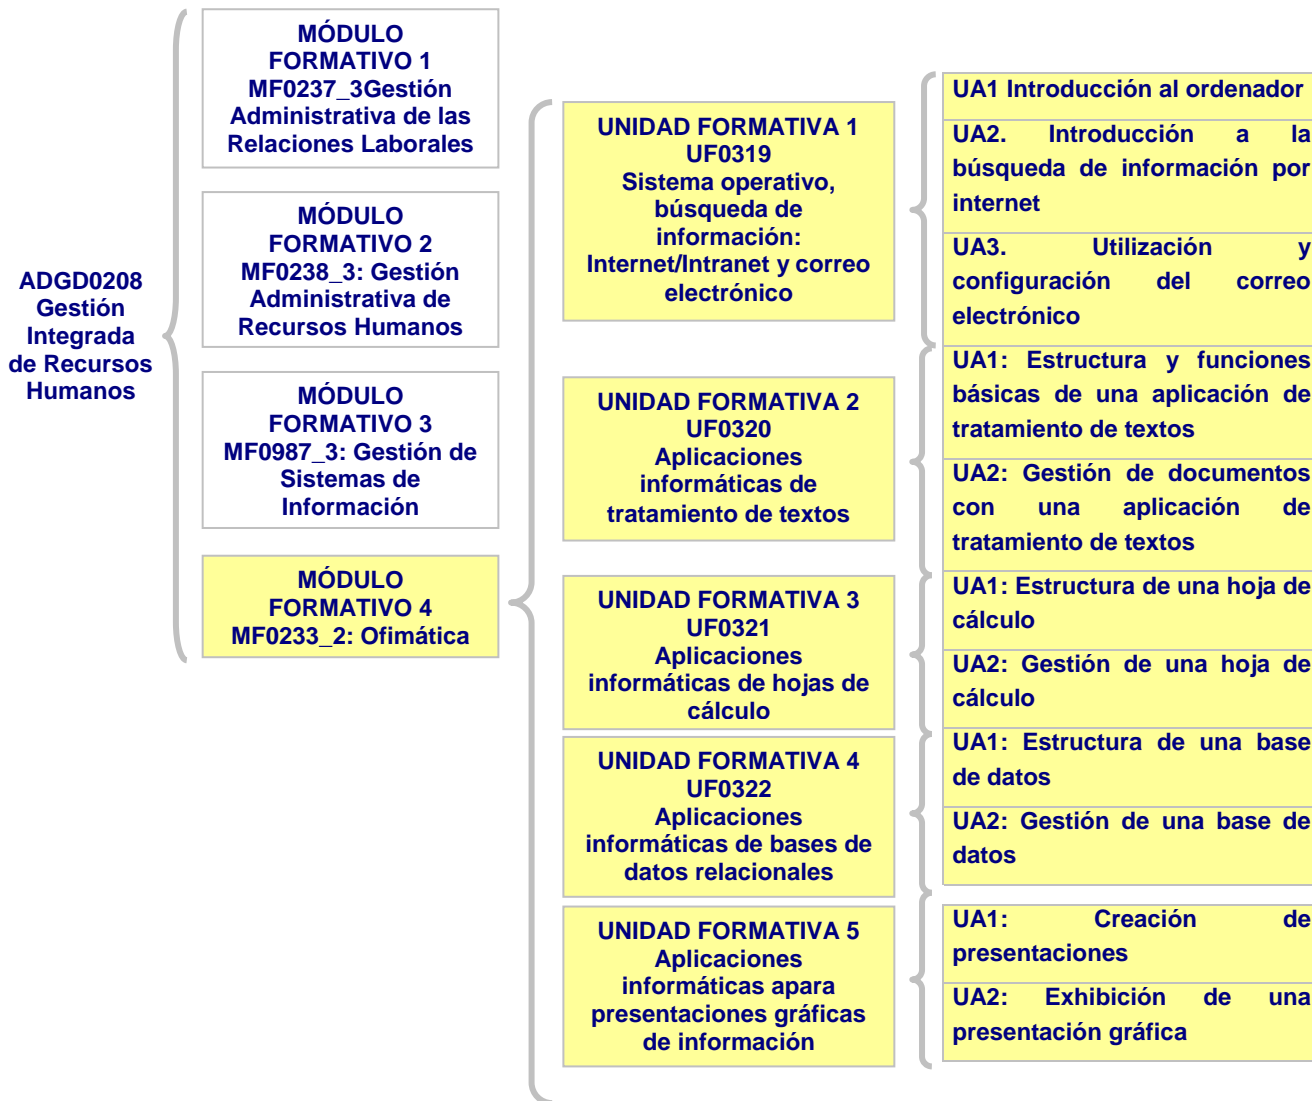 ADGD0208
Gestión
Integrada
de Recursos
Humanos
MÓDULO
FORMATIVO 1
MF0237_3Gestión
Administrativa de las
Relaciones Laborales
MÓDULO
FORMATIVO 2
MF0238_3: Gestión
Administrativa de
Recursos Humanos
MÓDULO
FORMATIVO 3
MF0987_3: Gestión de
Sistemas de
Información
MÓDULO
FORMATIVO 4
MF0233_2: Ofimática
UNIDAD FORMATIVA 1
UF0319
Sistema operativo,
búsqueda de
información:
Internet/Intranet y correo
electrónico
UNIDAD FORMATIVA 2
UF0320
Aplicaciones
informáticas de
tratamiento de textos
UNIDAD FORMATIVA 3
UF0321
Aplicaciones
informáticas de hojas de
cálculo
UNIDAD FORMATIVA 4
UF0322
Aplicaciones
informáticas de bases de
datos relacionales
UNIDAD FORMATIVA 5
Aplicaciones
informáticas apara
presentaciones gráficas
de información
UA1 Introducción al ordenador
UA2. Introducción a la
búsqueda de información por
internet
UA3. Utilización y
configuración del correo
electrónico
UA1: Estructura y funciones
básicas de una aplicación de
tratamiento de textos
UA2: Gestión de documentos
con una aplicación de
tratamiento de textos
UA1: Estructura de una hoja de
cálculo
UA2: Gestión de una hoja de
cálculo
UA1: Estructura de una base
de datos
UA2: Gestión de una base de
datos
UA1: Creación de
presentaciones
UA2: Exhibición de una
presentación gráfica